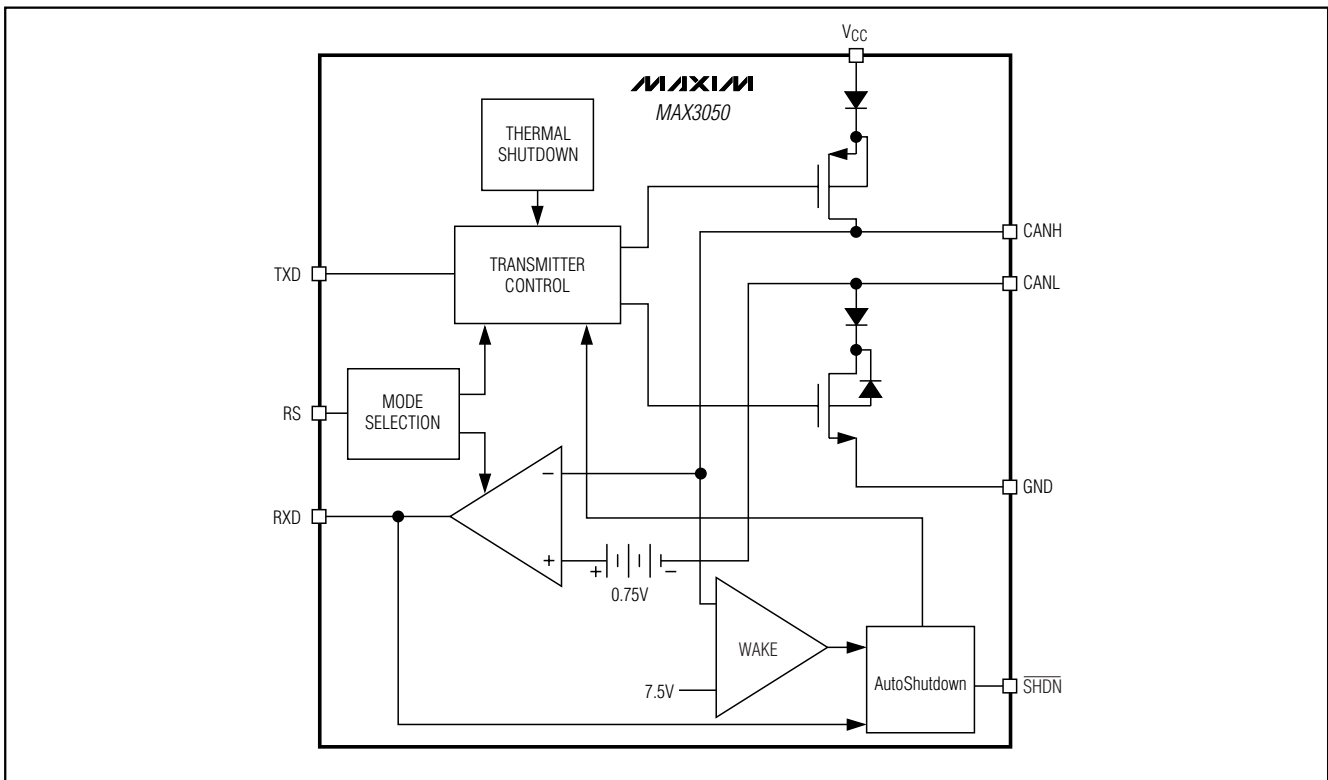 VCC
MAXIM
MAX3050
THERMAL
SHUTDOWN
CANH
TXD
TRANSMITTER
CONTROL
CANL
RS
MODE
SELECTION
−
GND
RXD
+
+
−
0.75V
WAKE
7.5V
AutoShutdown
SHDN